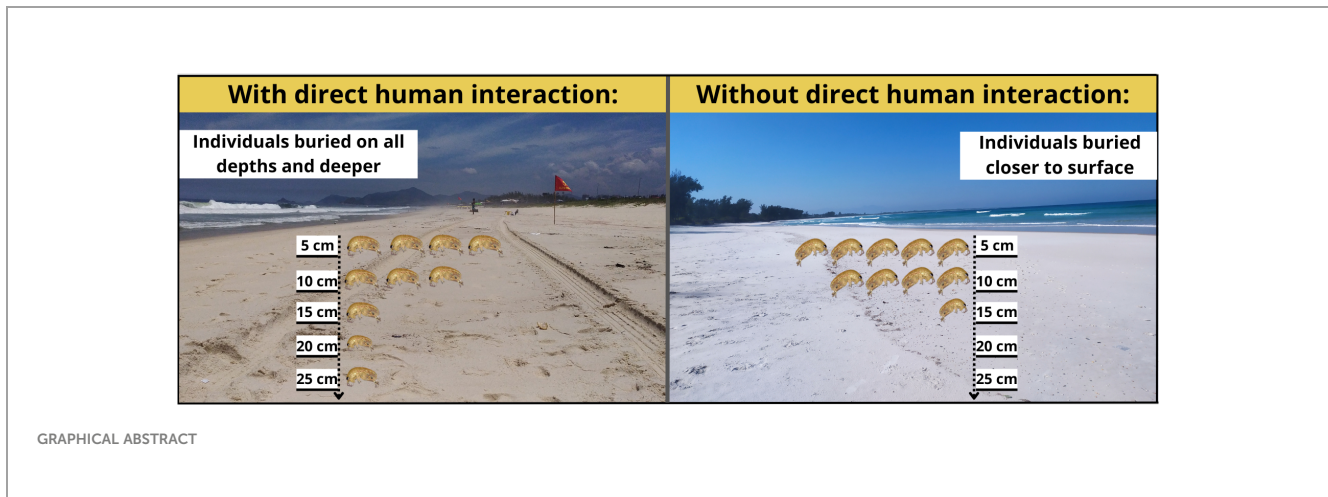 With direct human interaction:
Individuals buried on all
depths and deeper
5 cm
10 cm
15 cm
20 cm
25 cm
Without direct human interaction:
Individuals buried
closer to surface
5 cm
10 cm
15 cm
20 cm
25 cm
GRAPHICAL ABSTRACT